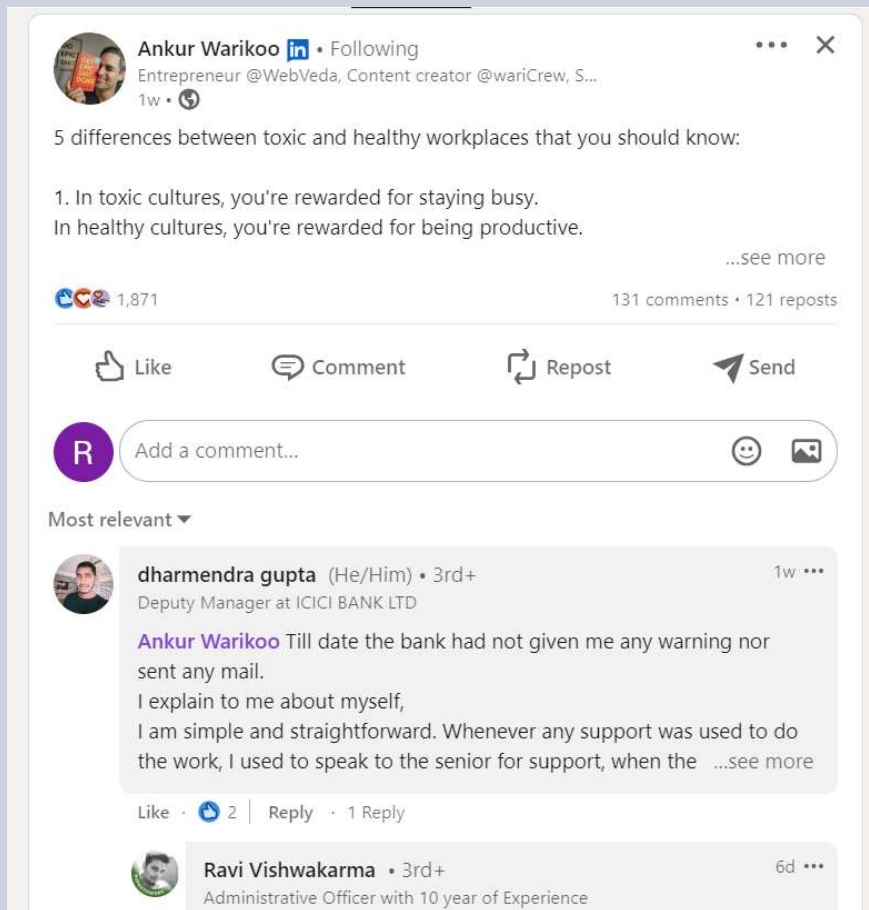 Ankur Warikoo in • Following
Entrepreneur @WebVeda, Content creator @wariCrew, S...
1w •
5 differences between toxic and healthy workplaces that you should know:
1. In toxic cultures, you're rewarded for staying busy.
In healthy cultures, you're rewarded for being productive.
...see more
1,871
131 comments • 121 reposts
Like Comment Repost Send
R Add a comment...
Most relevant
dharmendra gupta (He/Him) • 3rd+ 1w
Deputy Manager at ICICI BANK LTD
Ankur Warikoo Till date the bank had not given me any warning nor
sent any mail.
I explain to me about myself,
I am simple and straightforward. Whenever any support was used to do
the work, I used to speak to the senior for support, when the ...see more
Like · 2 | Reply · 1 Reply
Ravi Vishwakarma • 3rd+ 6d
Administrative Officer with 10 year of Experience